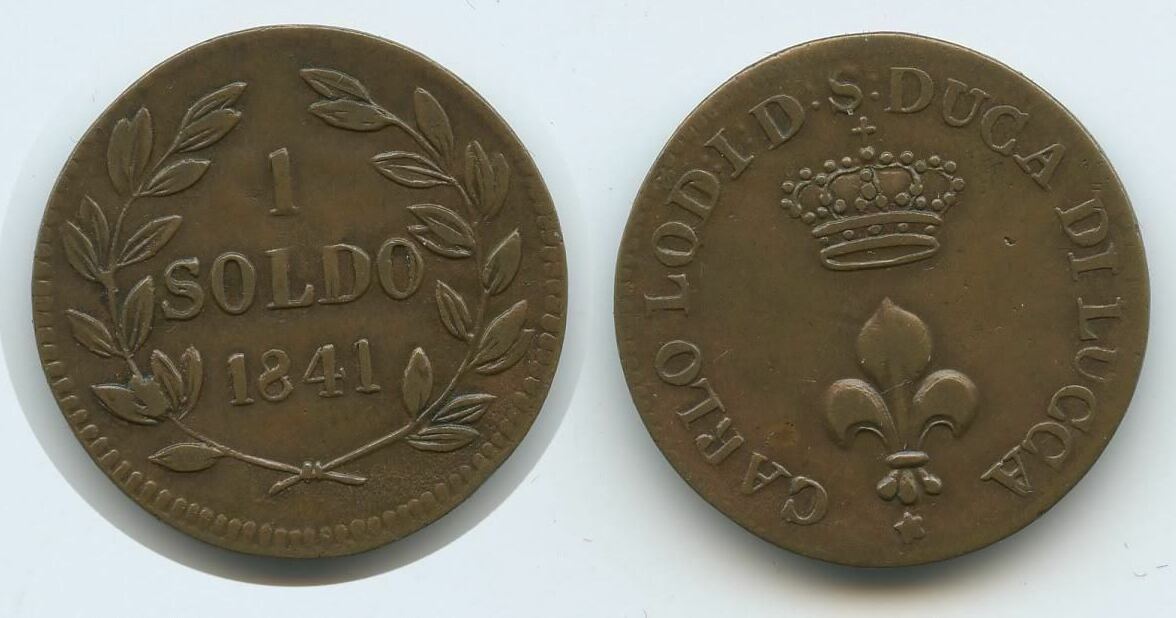 1
SOLDO
1841
CARLO LOD·I·D·S·DUCA DI LUCCA